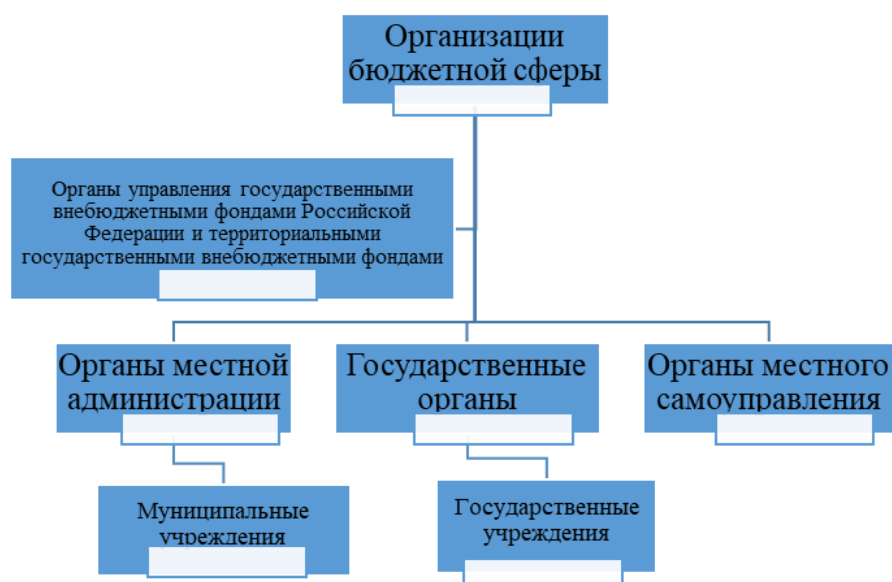 Организации
бюджетной сферы
Органы управления государственными
внебюджетными фондами Российской
Федерации и территориальными
государственными внебюджетными фондами
Органы местной
администрации
Государственные
органы
Органы местного
самоуправления
Муниципальные
учреждения
Государственные
учреждения